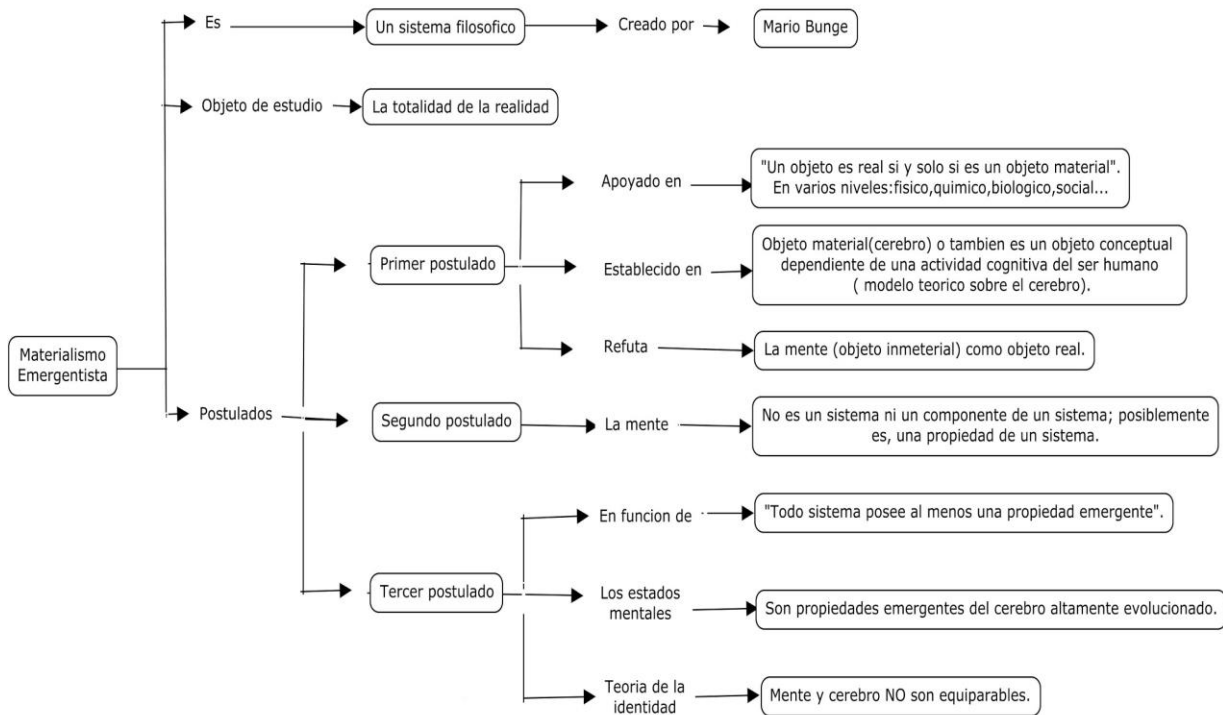 Es
Un sistema filosofico
Creado por
Mario Bunge
Objeto de estudio
La totalidad de la realidad
Materialismo
Emergentista
Postulados
Primer postulado
Apoyado en
"Un objeto es real si y solo si es un objeto material".
En varios niveles:fisico,quimico,biologico,social...
Establecido en
Objeto material(cerebro) o tambien es un objeto conceptual
dependiente de una actividad cognitiva del ser humano
( modelo teorico sobre el cerebro).
Refuta
La mente (objeto inmeterial) como objeto real.
Segundo postulado
La mente
No es un sistema ni un componente de un sistema; posiblemente
es, una propiedad de un sistema.
Tercer postulado
En funcion de
"Todo sistema posee al menos una propiedad emergente".
Los estados
mentales
Son propiedades emergentes del cerebro altamente evolucionado.
Teoria de la
identidad
Mente y cerebro NO son equiparables.